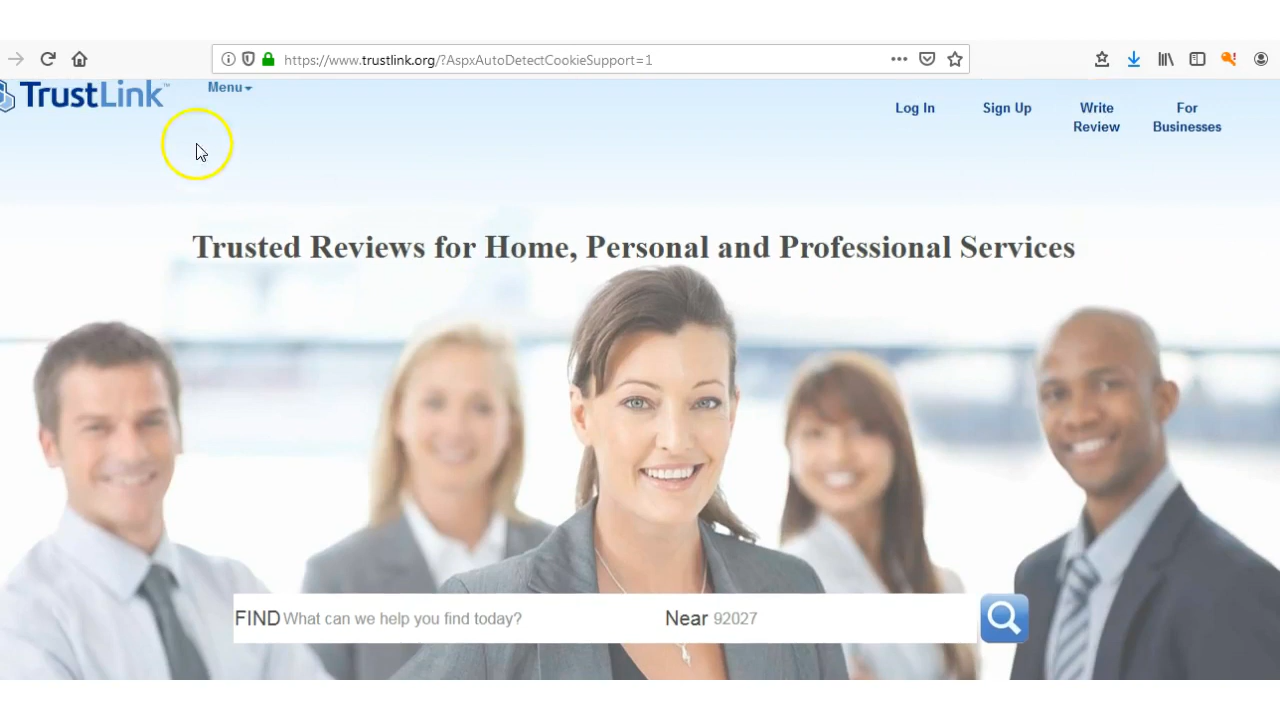 https://www.trustlink.org/?AspxAutoDetectCookieSupport=1
TrustLink™
Menu
Log In
Sign Up
Write
Review
For
Businesses
Trusted Reviews for Home, Personal and Professional Services
FIND What can we help you find today? Near 92027